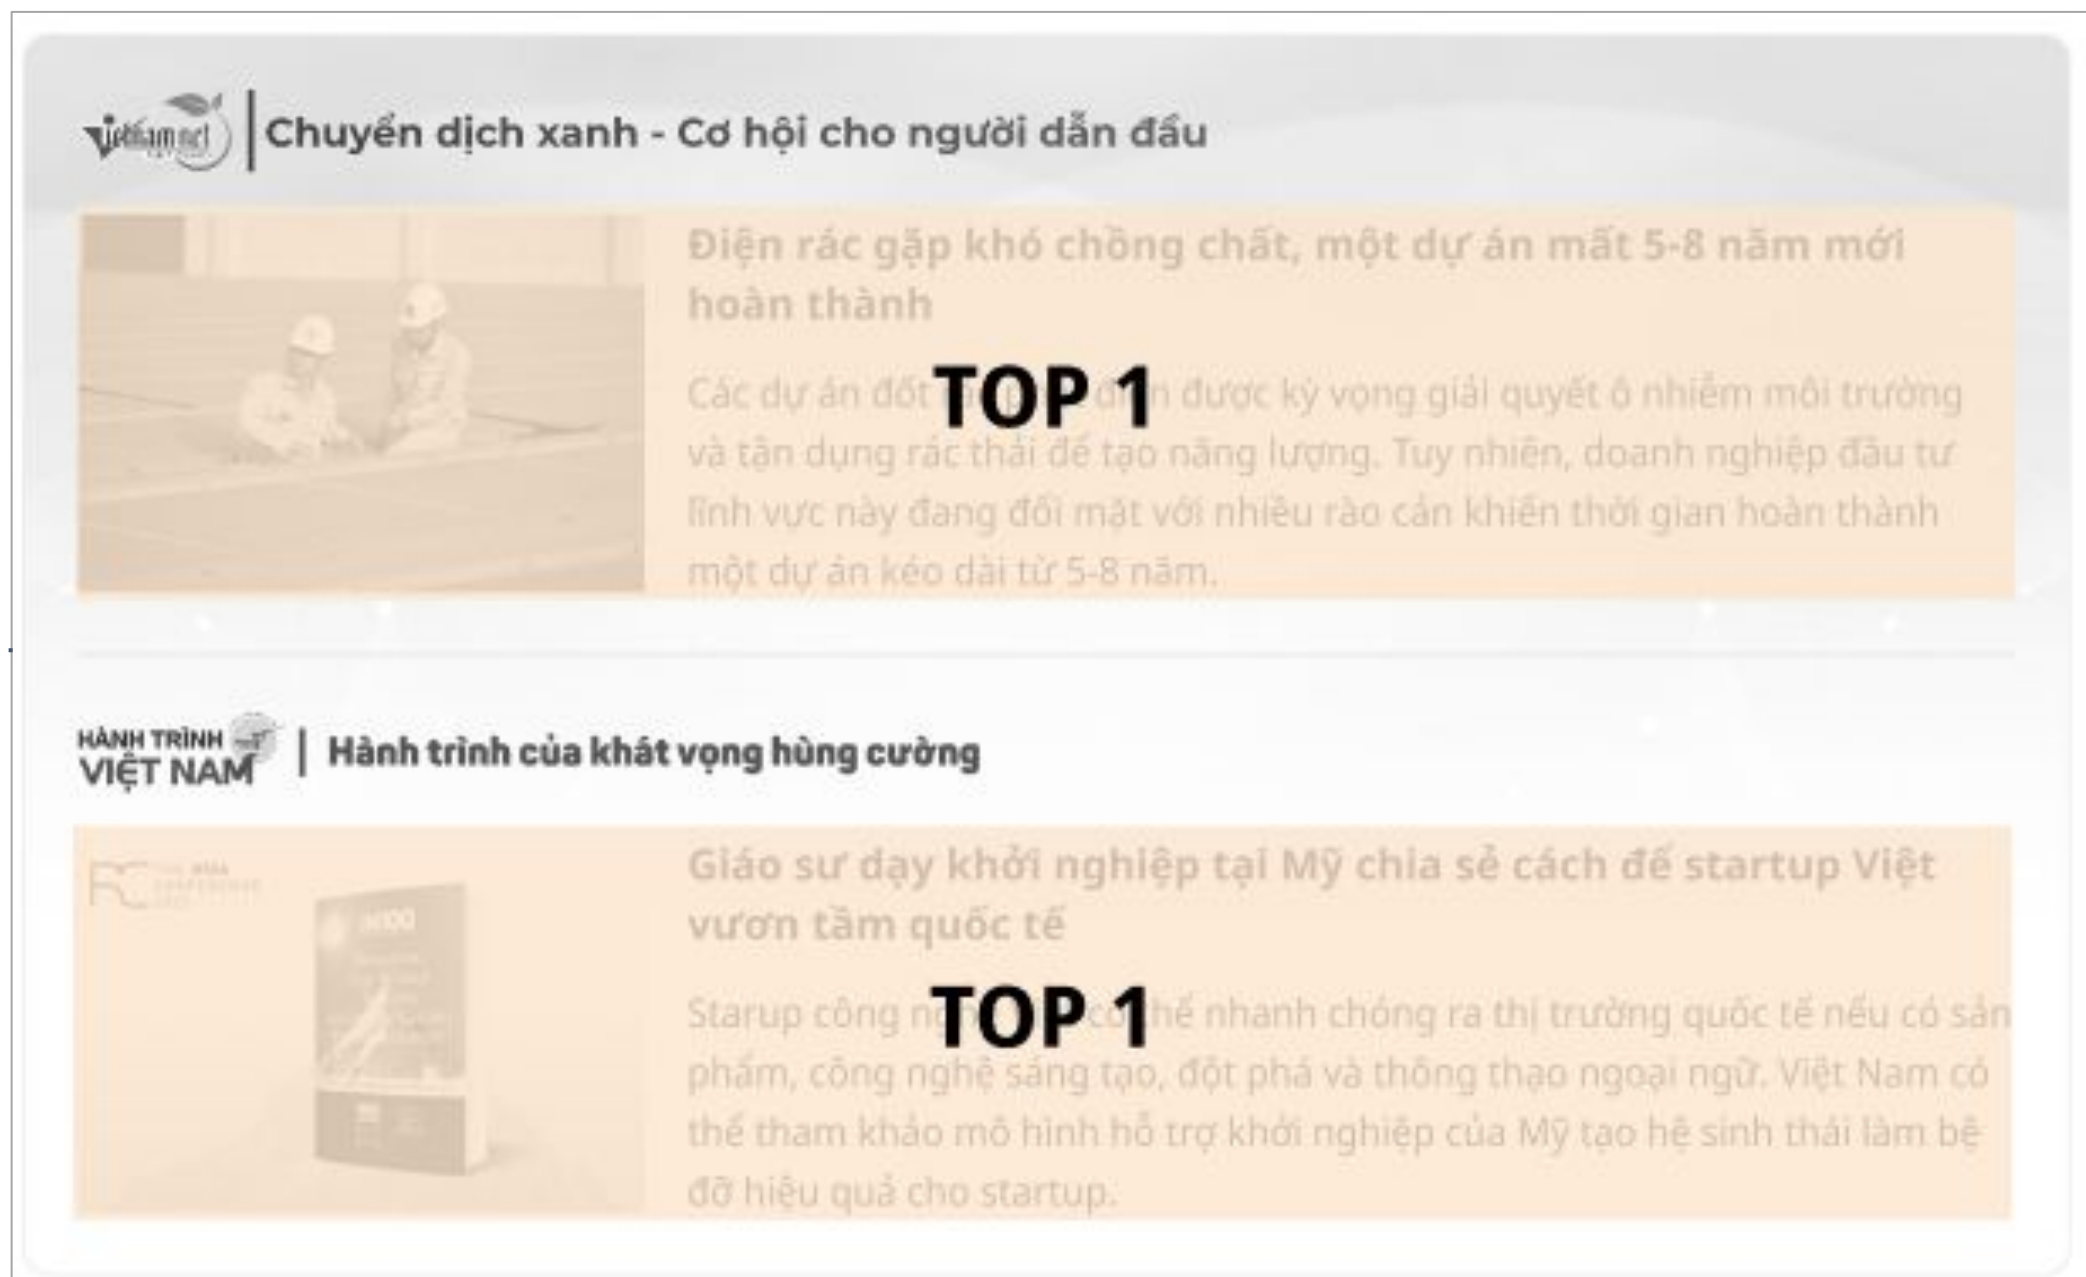 vietnamnet
Chuyển dịch xanh - Cơ hội cho người dẫn đầu
Điện rác gặp khó chồng chất, một dự án mất 5-8 năm mới
hoàn thành
TOP 1
Các dự án đốt được kỳ vọng giải quyết ô nhiễm môi trường
và tận dụng rác thải để tạo năng lượng. Tuy nhiên, doanh nghiệp đầu tư
lĩnh vực này đang đối mặt với nhiều rào cản khiến thời gian hoàn thành
một dự án kéo dài từ 5-8 năm.
HÀNH TRÌNH
VIỆT NAM
Hành trình của khát vọng hùng cường
Giáo sư dạy khởi nghiệp tại Mỹ chia sẻ cách để startup Việt
vươn tầm quốc tế
TOP 1
Starup công nhanh chóng ra thị trường quốc tế nếu có sản
phẩm, công nghệ sáng tạo, đột phá và thông thạo ngoại ngữ. Việt Nam có
thể tham khảo mô hình hỗ trợ khởi nghiệp của Mỹ tạo hệ sinh thái làm bệ
đỡ hiệu quả cho startup.